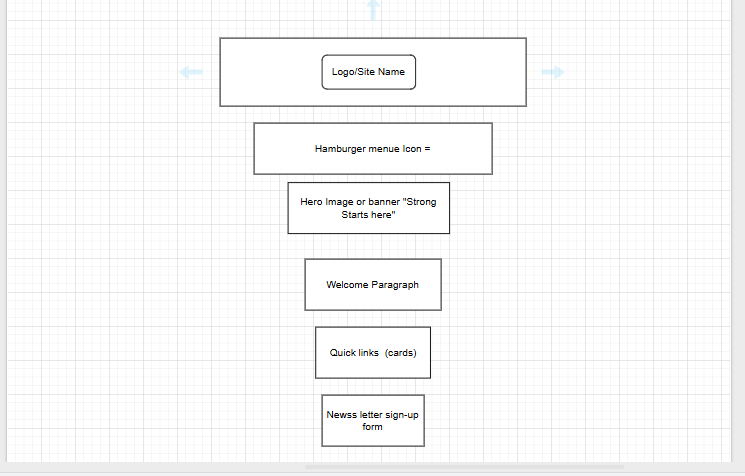 Logo/Site Name
Hamburger menue Icon =
Hero Image or banner "Strong
Starts here"
Welcome Paragraph
Quick links  (cards)
Newss letter sign-up
form